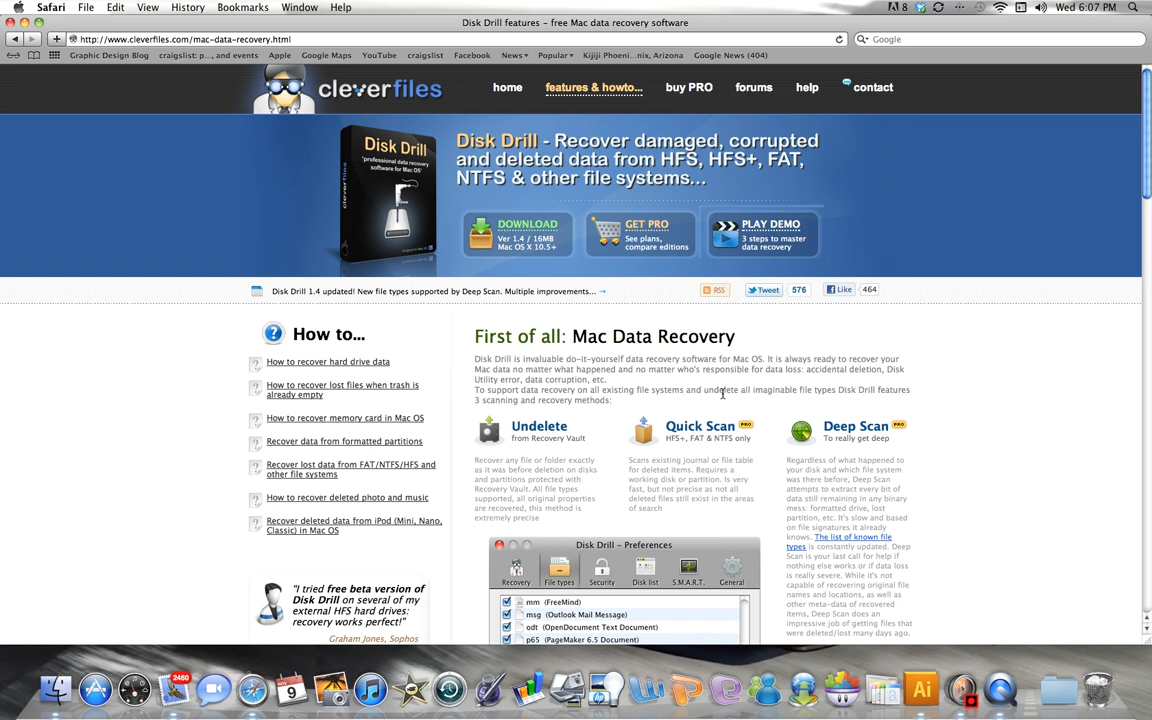 Safari File Edit View History Bookmarks Window Help
8
Wed 6:07 PM
Disk Drill features – free Mac data recovery software
http://www.cleverfiles.com/mac-data-recovery.html
Google
Graphic Design Blog craigslist: p..., and events Apple Google Maps YouTube craigslist Facebook News Popular Kijiji Phoeni...nix, Arizona Google News (404)
cleverfiles
home features & howto... buy PRO forums help contact
Disk Drill
'professional data recovery
software for Mac OS'
cleverfiles
Disk Drill - Recover damaged, corrupted
and deleted data from HFS, HFS+, FAT,
NTFS & other file systems...
DOWNLOAD
Ver 1.4 / 16MB
Mac OS X 10.5+
GET PRO
See plans,
compare editions
PLAY DEMO
3 steps to master
data recovery
Disk Drill 1.4 updated! New file types supported by Deep Scan. Multiple improvements... →
RSS Tweet 576 Like 464
How to...
How to recover hard drive data
How to recover lost files when trash is
already empty
How to recover memory card in Mac OS
Recover data from formatted partitions
Recover lost data from FAT/NTFS/HFS and
other file systems
How to recover deleted photo and music
Recover deleted data from iPod (Mini, Nano,
Classic) in Mac OS
"I tried free beta version of
Disk Drill on several of my
external HFS hard drives:
recovery works perfect!"
Graham Jones, Sophos
First of all: Mac Data Recovery
Disk Drill is invaluable do-it-yourself data recovery software for Mac OS. It is always ready to recover your
Mac data no matter what happened and no matter who's responsible for data loss: accidental deletion, Disk
Utility error, data corruption, etc.
To support data recovery on all existing file systems and undelete all imaginable file types Disk Drill features
3 scanning and recovery methods:
Undelete
from Recovery Vault
Recover any file or folder exactly
as it was before deletion on disks
and partitions protected with
Recovery Vault. All file types
supported, all original properties
are recovered, this method is
extremely precise
Quick Scan PRO
HFS+, FAT & NTFS only
Scans existing journal or file table
for deleted items. Requires a
working disk or partition. Is very
fast, but not precise as not all
deleted files still exist in the areas
of search
Deep Scan PRO
To really get deep
Regardless of what happened to
your disk and which file system
was there before, Deep Scan
attempts to extract every bit of
data still remaining in any binary
mess: formatted drive, lost
partition, etc. It's slow and based
on file signatures it already
knows. The list of known file
types is constantly updated. Deep
Scan is your last call for help if
nothing else works or if data loss
is really severe. While it's not
capable of recovering original file
names and locations, as well as
other meta-data of recovered
items, Deep Scan does an
impressive job of getting files that
were deleted/lost many days ago.
Disk Drill – Preferences
Recovery File types Security Disk list S.M.A.R.T. General
mm (FreeMind)
msg (Outlook Mail Message)
odt (OpenDocument Text Document)
p65 (PageMaker 6.5 Document)
2460
9
Ai